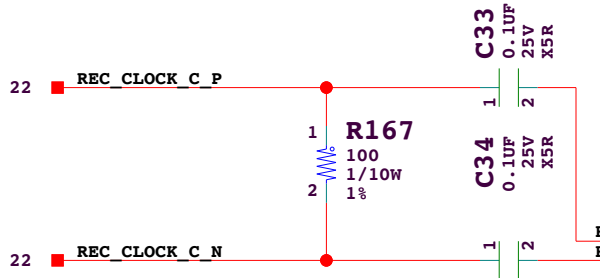 C33
0.1UF
25V
X5R
22
REC_CLOCK_C_P
1
2
1
R167
100
1/10W
1%
2
C34
0.1UF
25V
X5R
22
REC_CLOCK_C_N
1
2